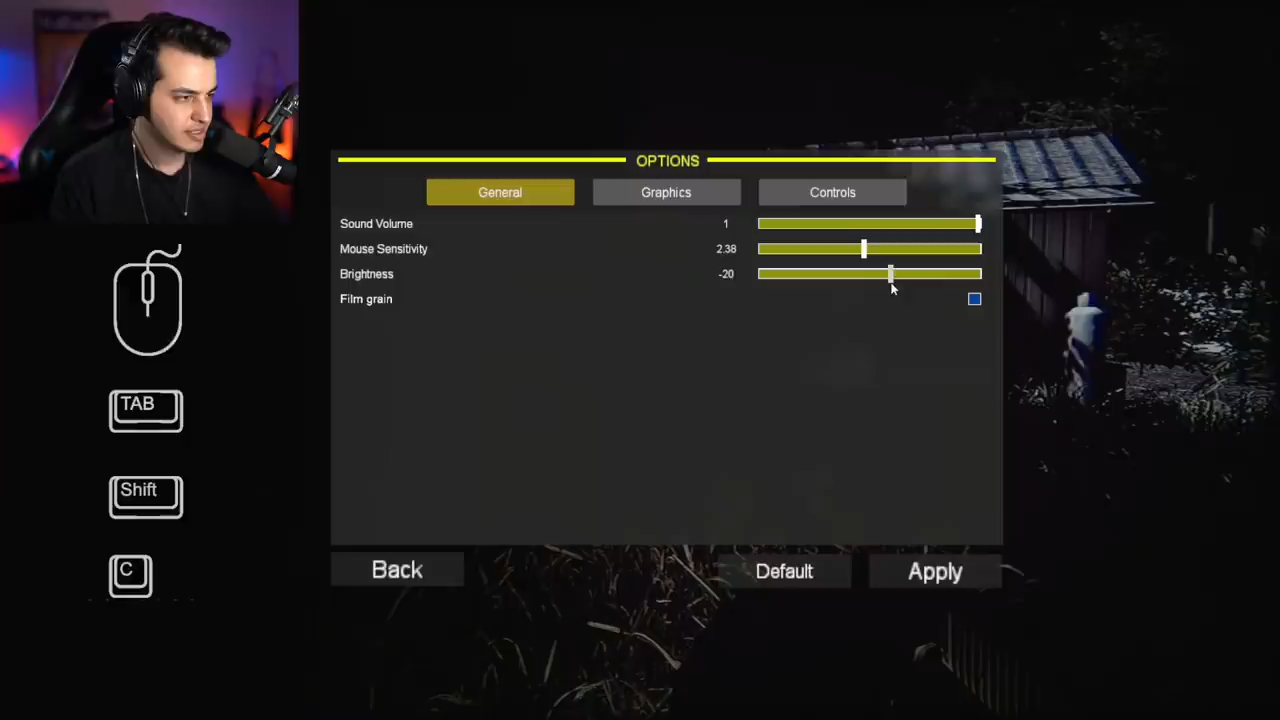 OPTIONS
General Graphics Controls
Sound Volume 1
Mouse Sensitivity 2.38
Brightness -20
Film grain
TAB
Shift
C
Back Default Apply